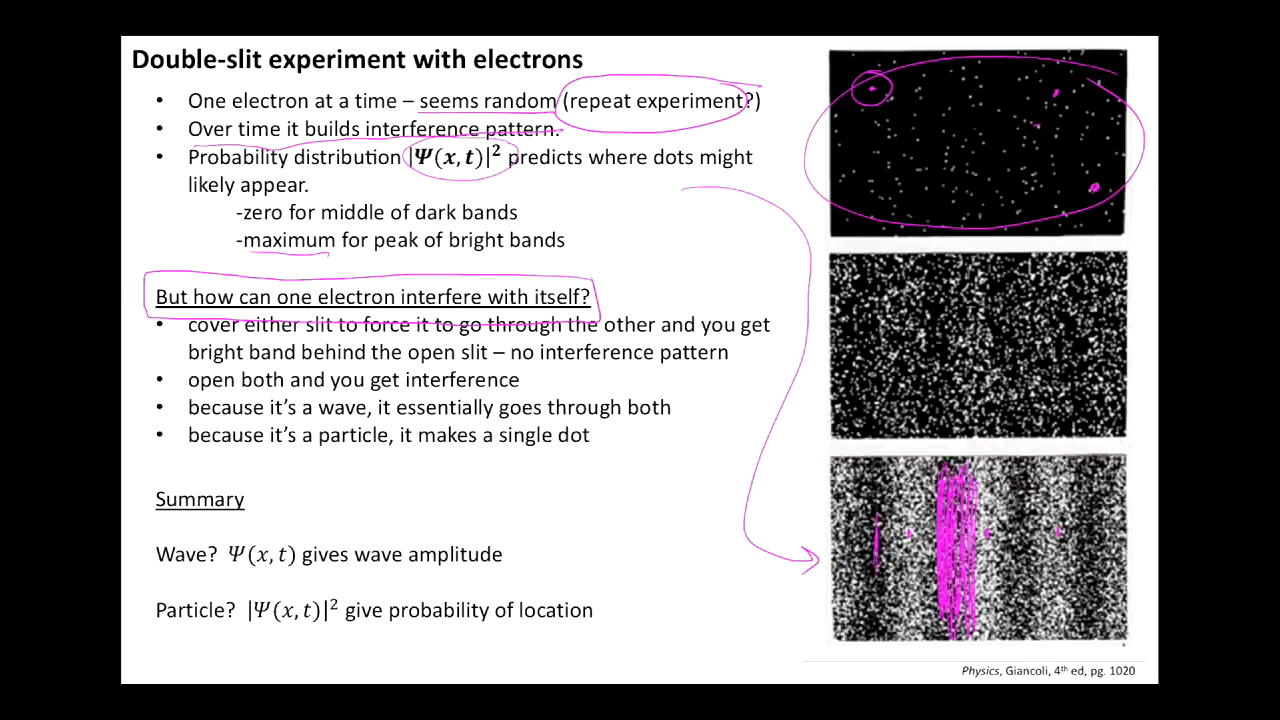 Double-slit experiment with electrons
• One electron at a time – seems random (repeat experiment?)
• Over time it builds interference pattern.
• Probability distribution |Ψ(x, t)|² predicts where dots might
likely appear.
-zero for middle of dark bands
-maximum for peak of bright bands
But how can one electron interfere with itself?
• cover either slit to force it to go through the other and you get
bright band behind the open slit – no interference pattern
• open both and you get interference
• because it’s a wave, it essentially goes through both
• because it’s a particle, it makes a single dot
Summary
Wave? Ψ(x, t) gives wave amplitude
Particle? |Ψ(x, t)|² give probability of location
Physics, Giancoli, 4th ed, pg. 1020